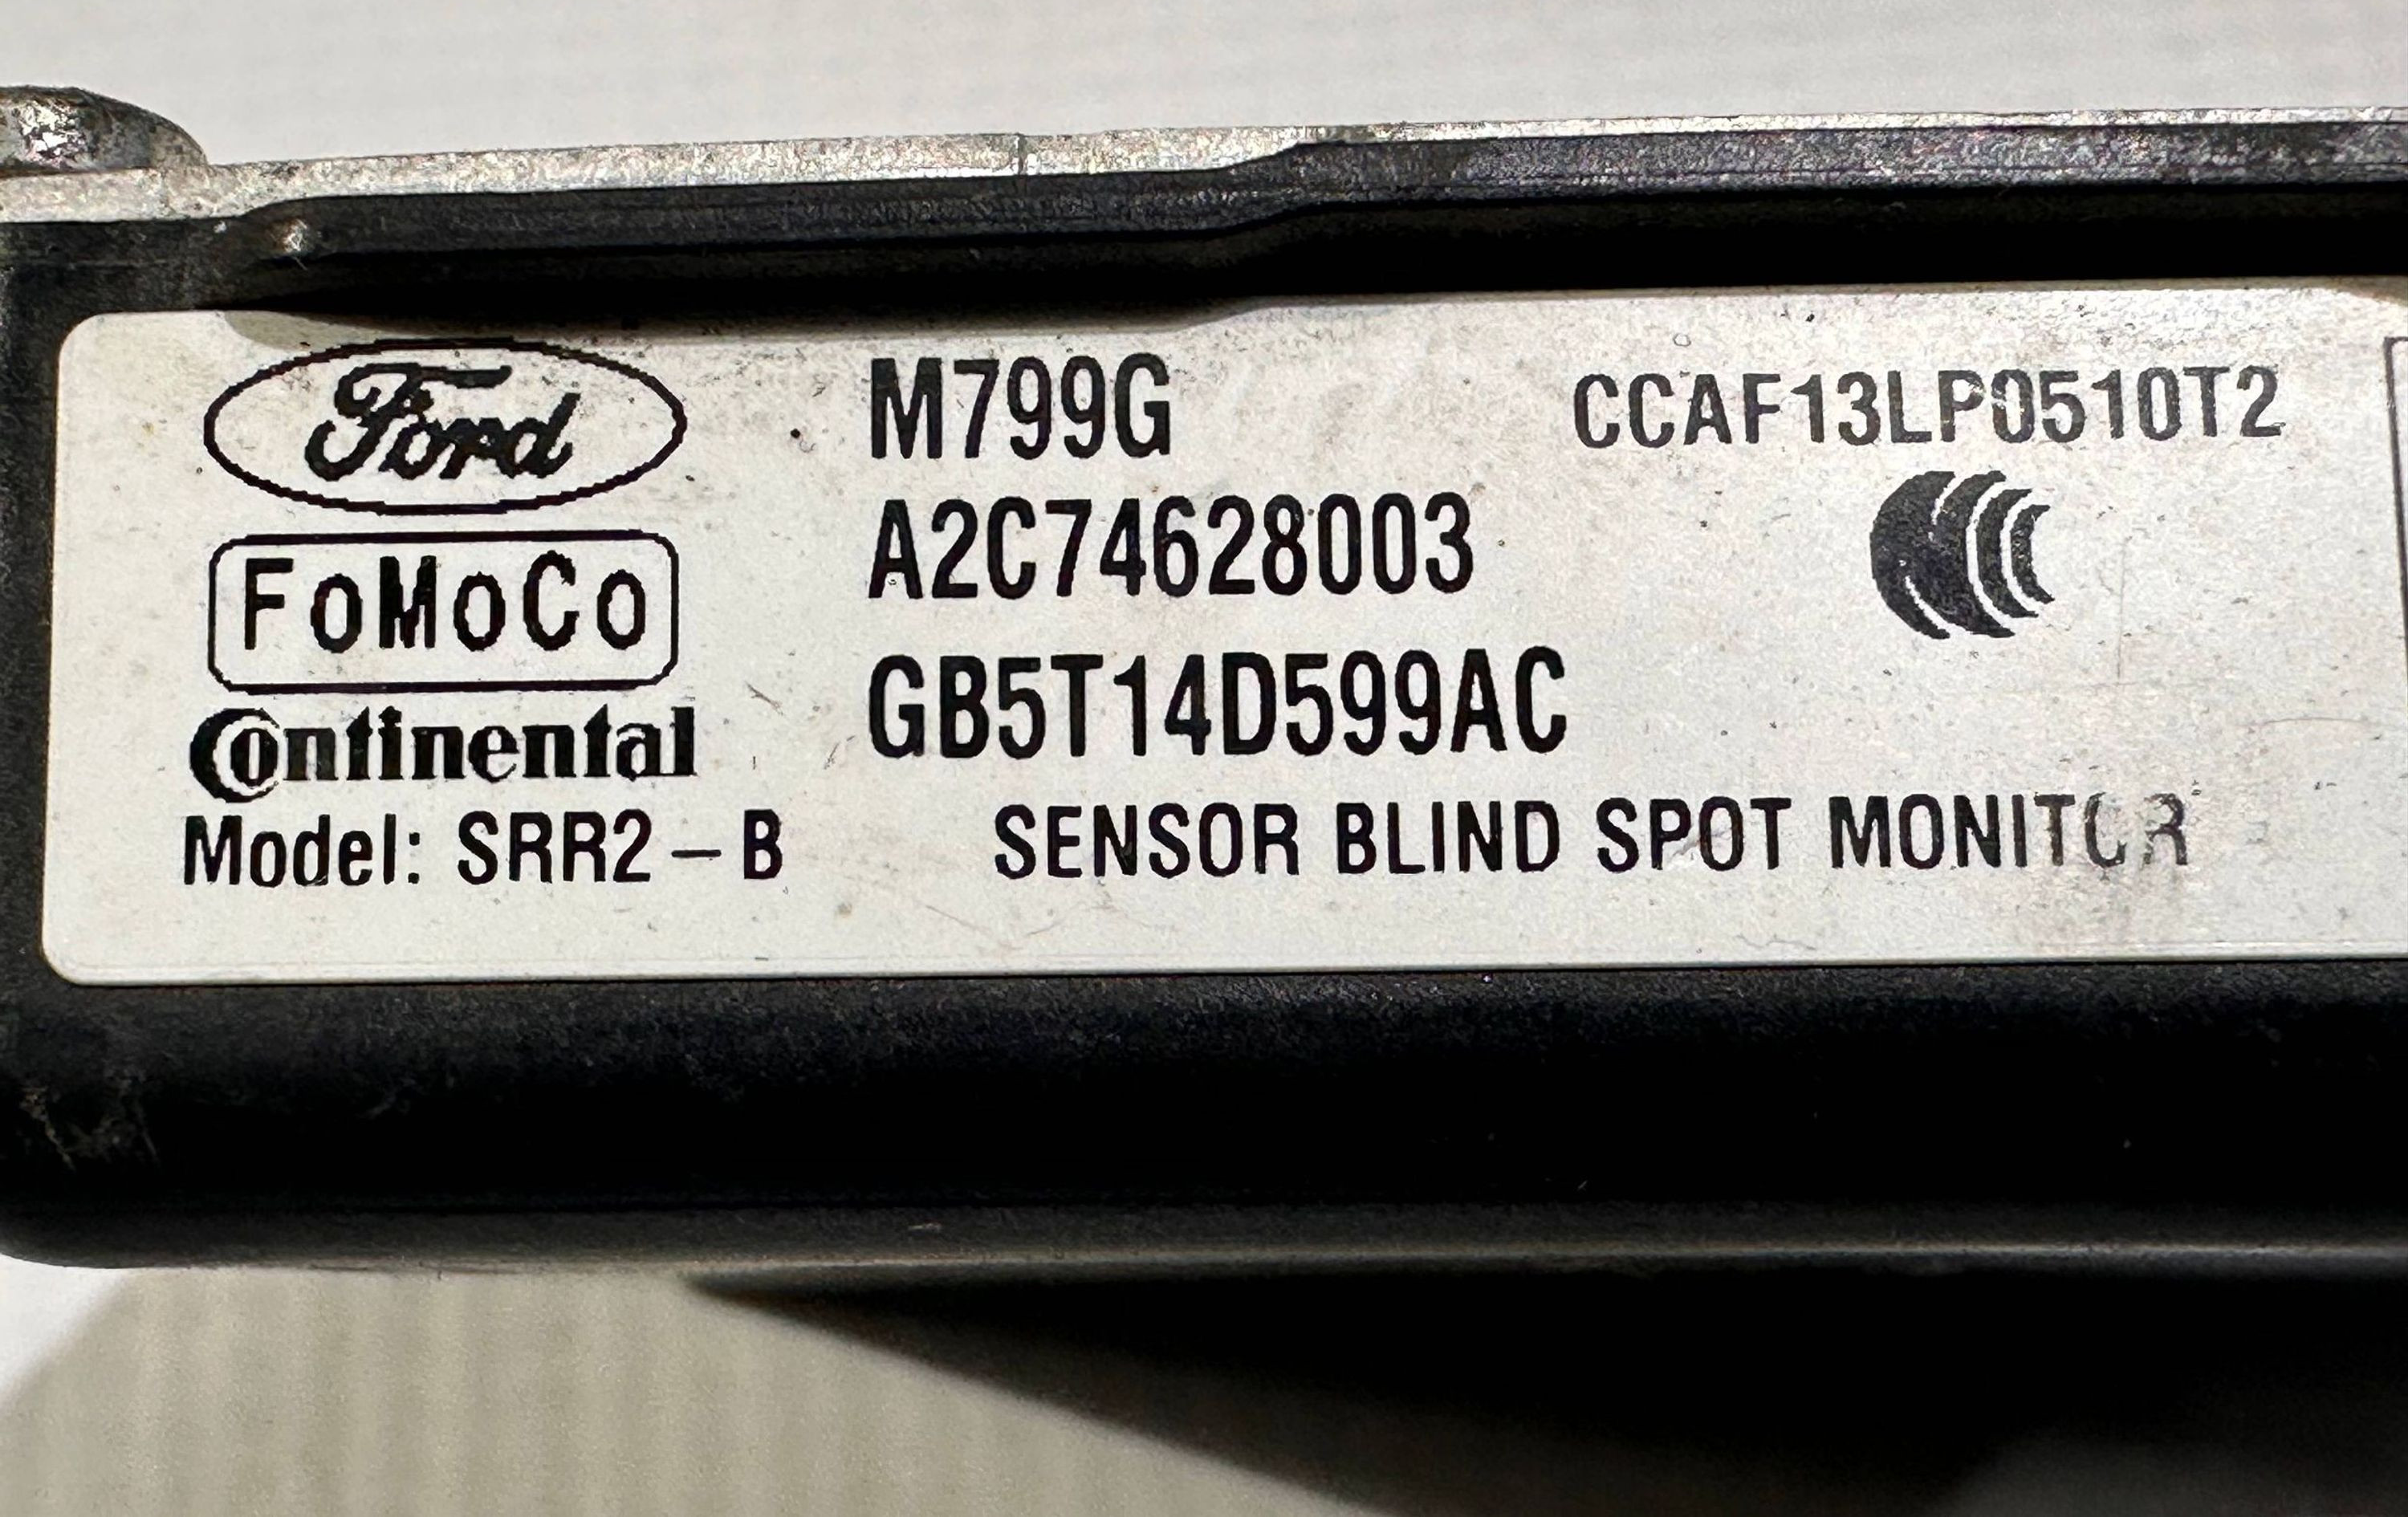 Ford
FoMoCo
Continental
Model: SRR2-B
M799G
A2C74628003
GB5T14D599AC
SENSOR BLIND SPOT MONITOR
CCAF13LP0510T2